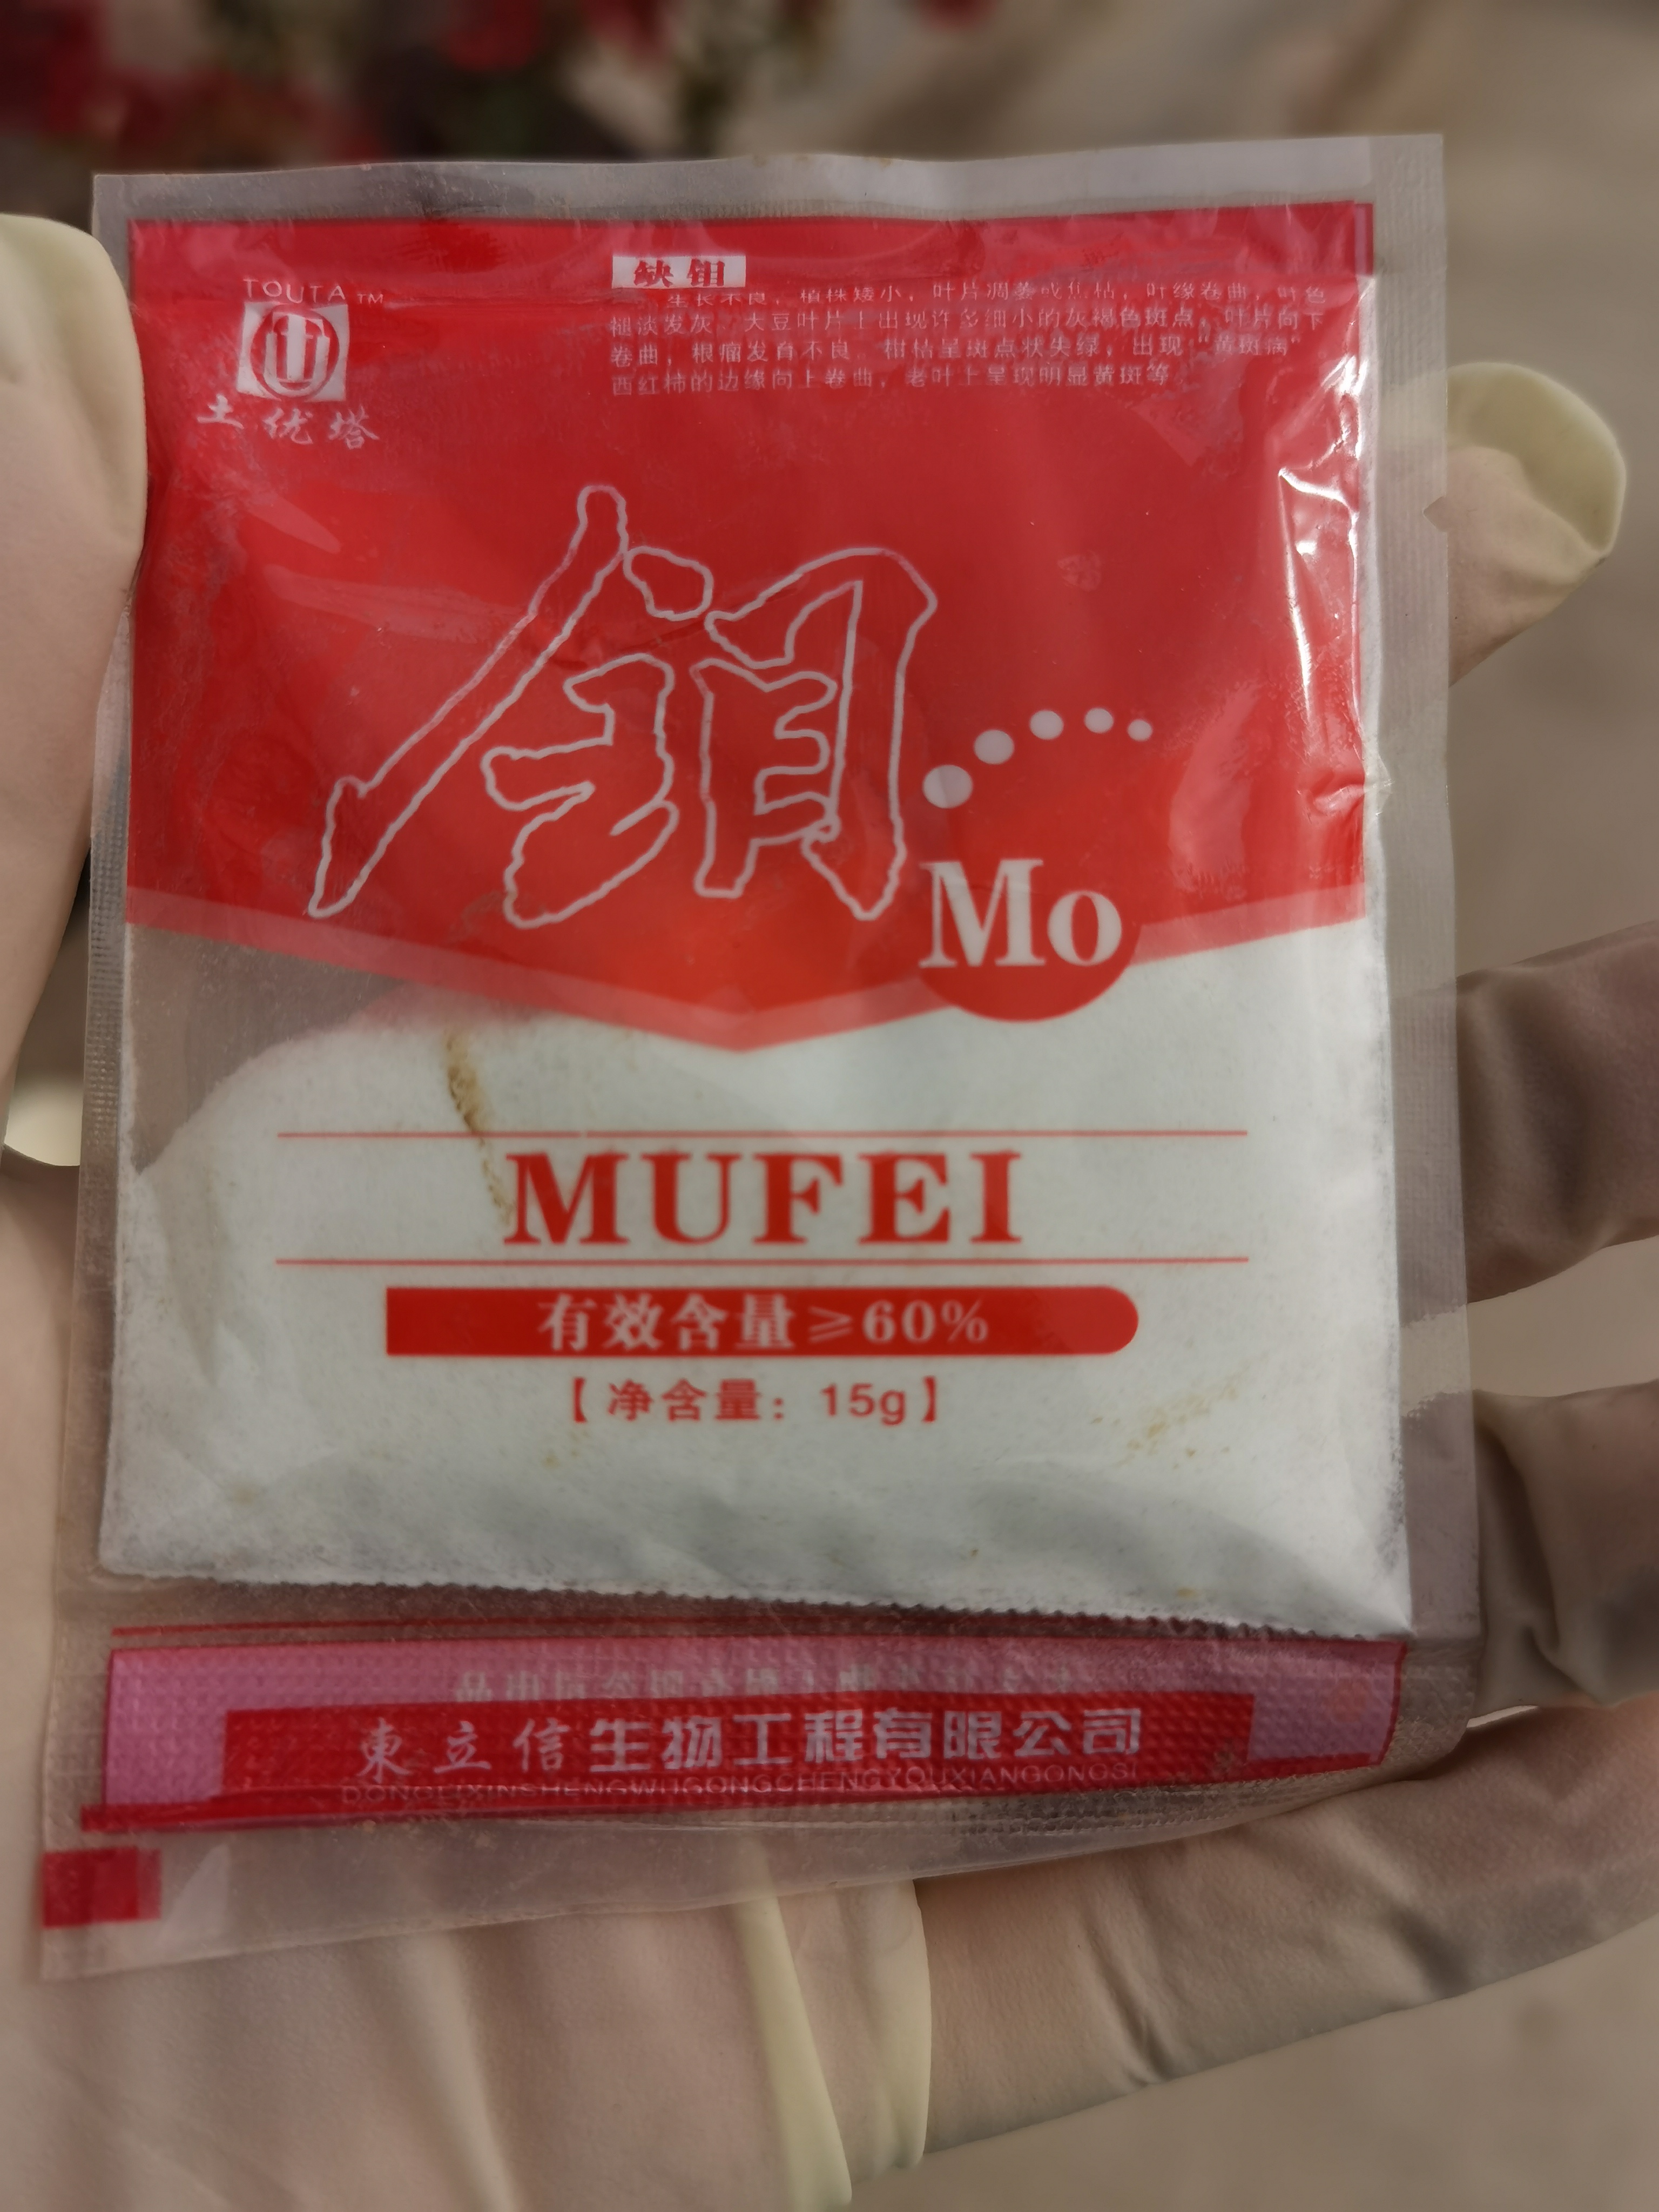 TOUTA™
土优塔
缺钼
生长不良，植株矮小，叶片凋萎或焦枯，叶缘卷曲，叶色
褪淡发灰。大豆叶片上出现许多细小的灰褐色斑点，叶片向下
卷曲，根瘤发育不良。柑桔呈斑点状失绿，出现“黄斑病”
西红柿的边缘向上卷曲，老叶上呈现明显黄斑等
钼
Mo
MUFEI
有效含量≥60%
【净含量：15g】
東立信生物工程有限公司
DONGLIXINSHENGWUGONGCHENGYOUXIANGONGSI